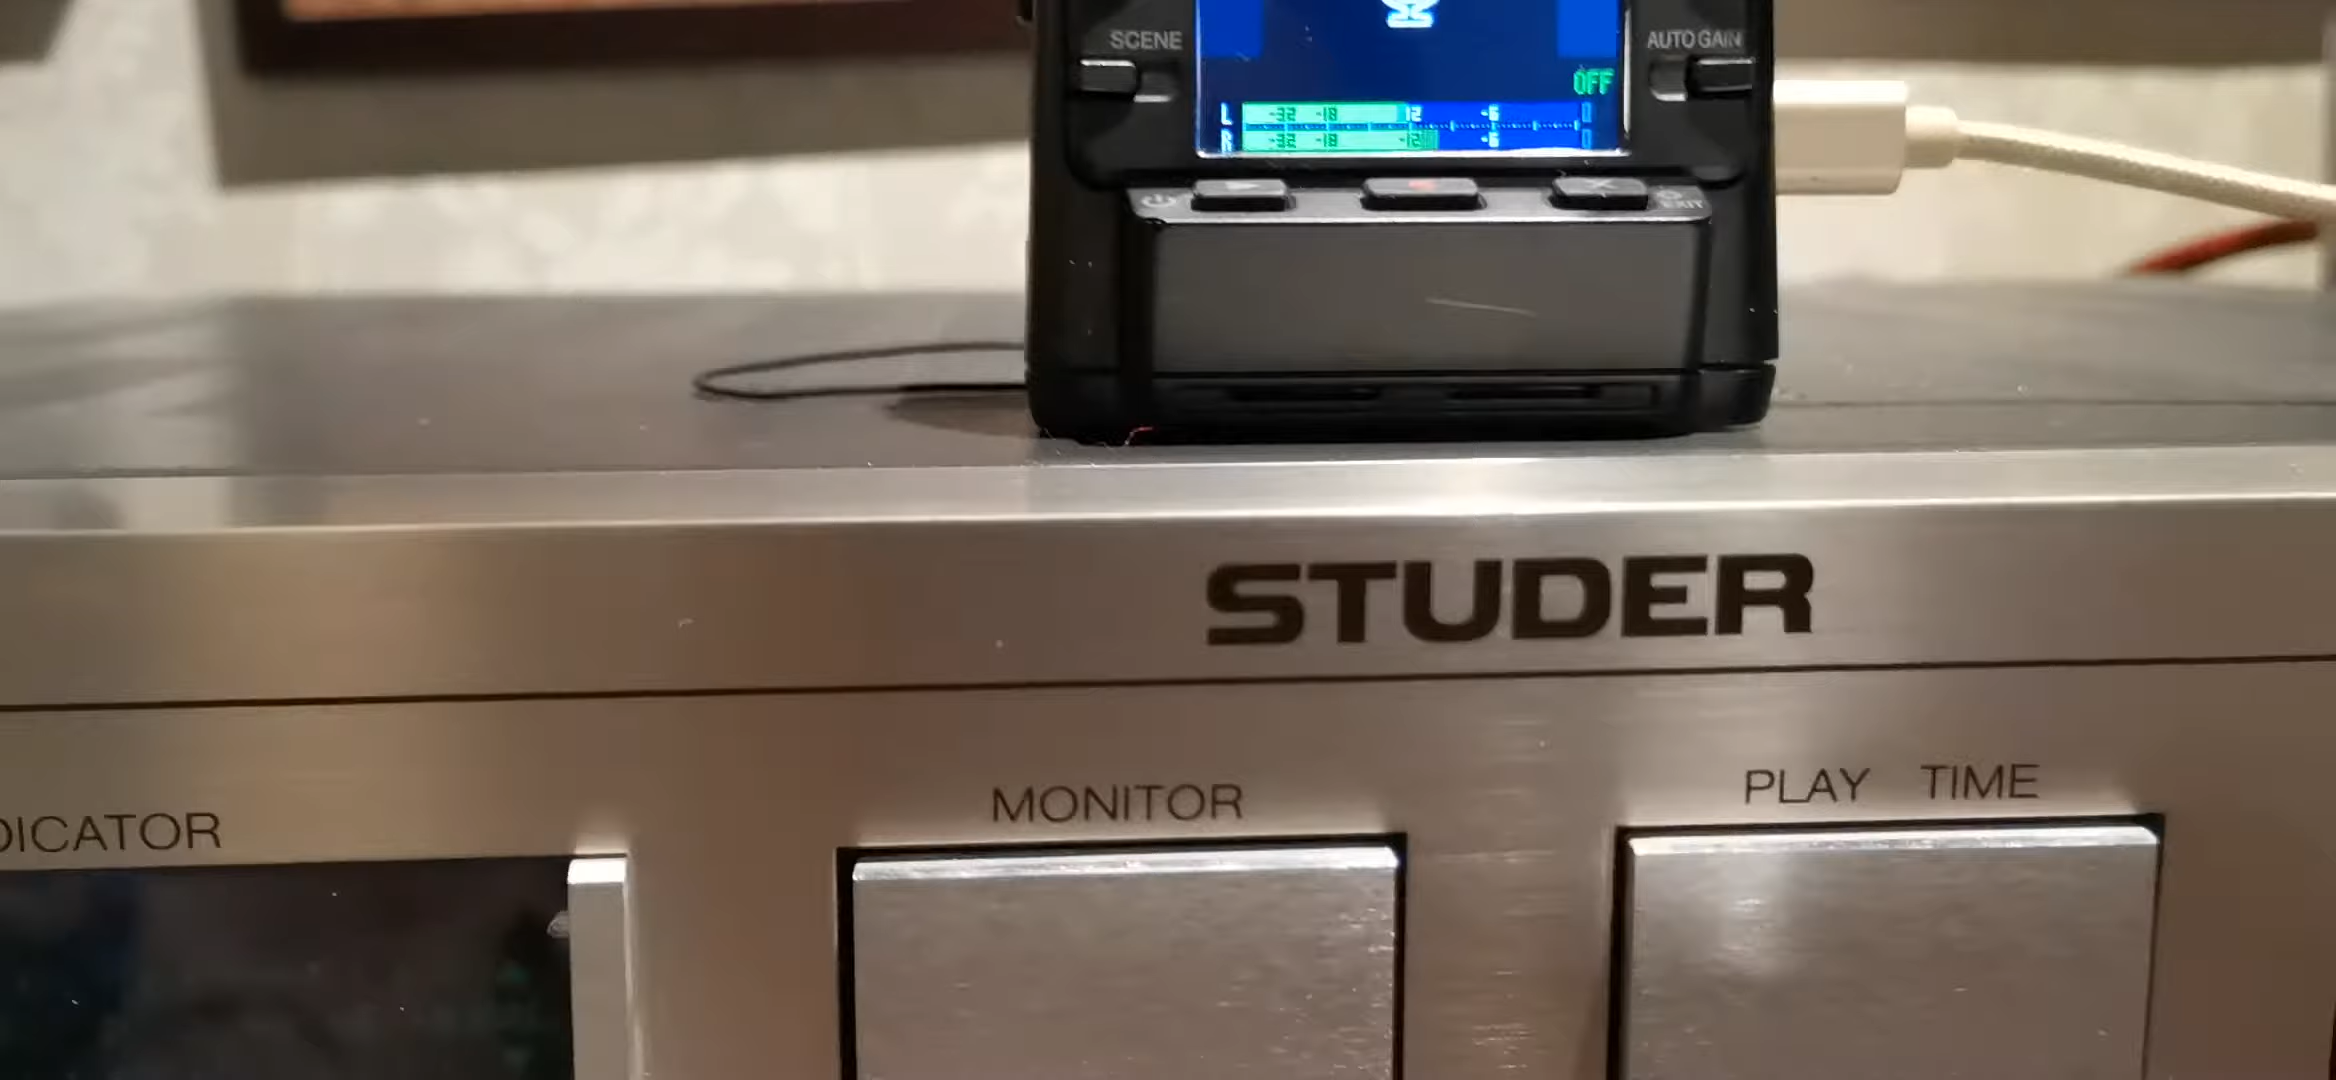 SCENE
AUTO GAIN
OFF
L -32 -18 12 -6 0
R -32 -18 -12 -6 0
EXIT
STUDER
MONITOR
PLAY TIME
DICATOR